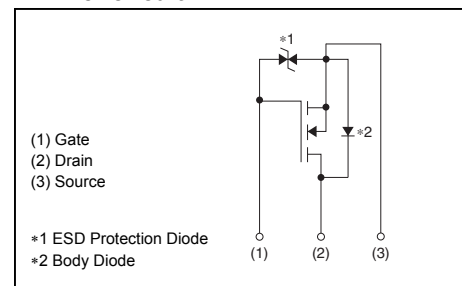 *1
*2
(1) Gate
(2) Drain
(3) Source
*1 ESD Protection Diode
*2 Body Diode
(1) (2) (3)